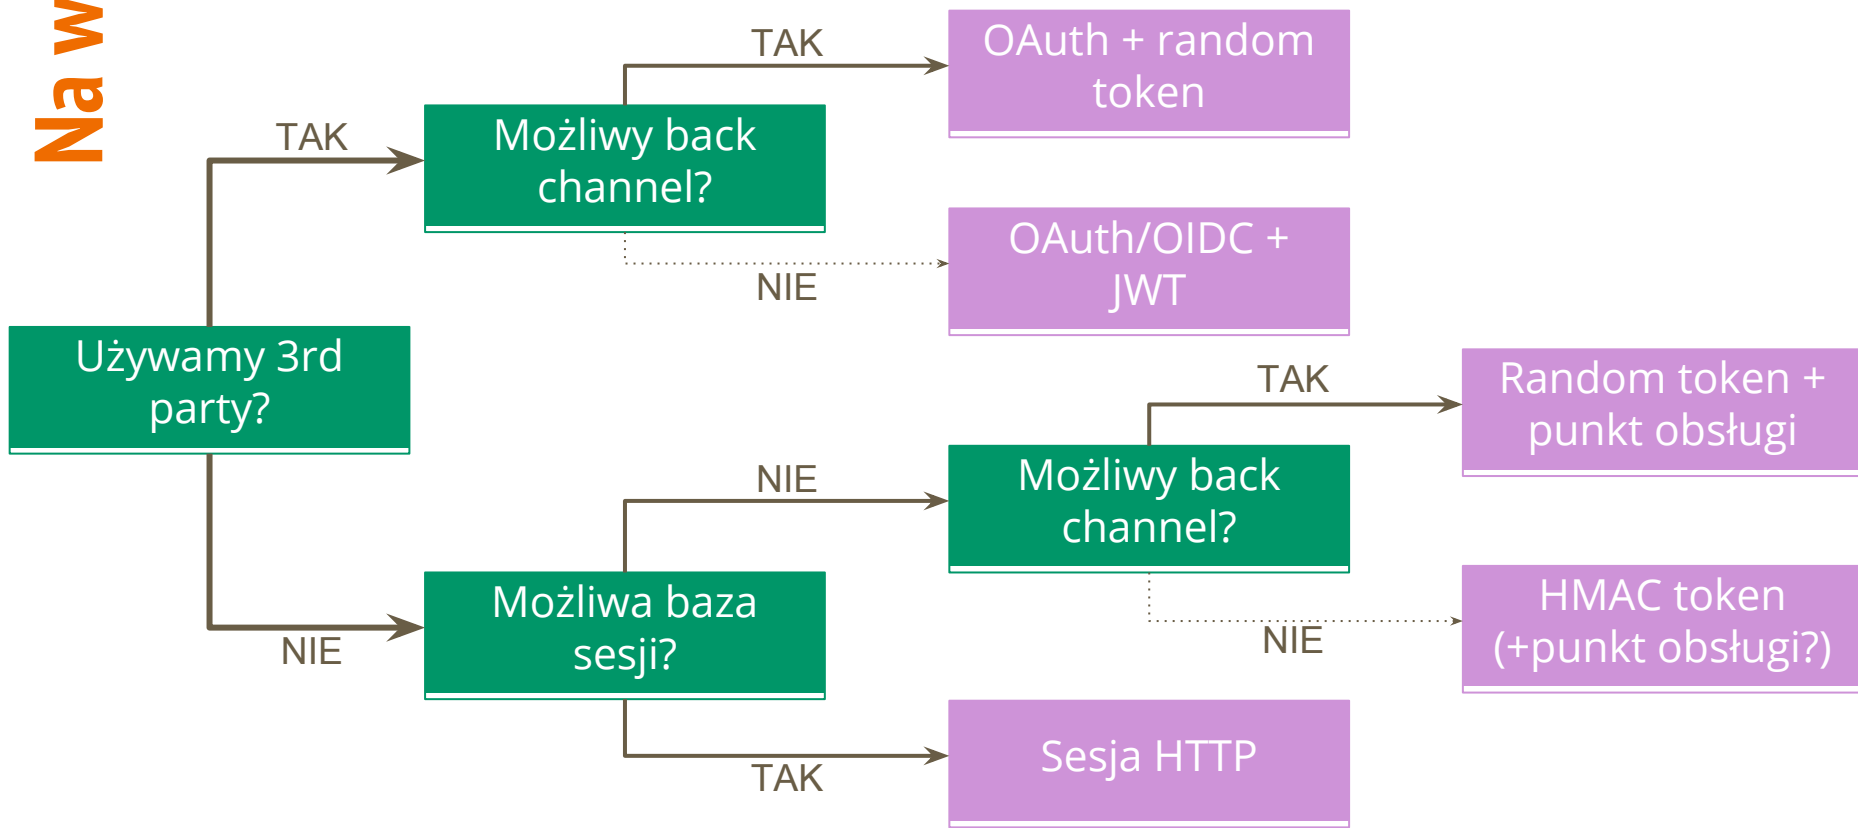 Na w
TAK
OAuth + random
token
TAK
Możliwy back
channel?
NIE
OAuth/OIDC +
JWT
Używamy 3rd
party?
TAK
Random token +
punkt obsługi
NIE
Możliwy back
channel?
NIE
HMAC token
(+punkt obsługi?)
NIE
Możliwa baza
sesji?
TAK
Sesja HTTP